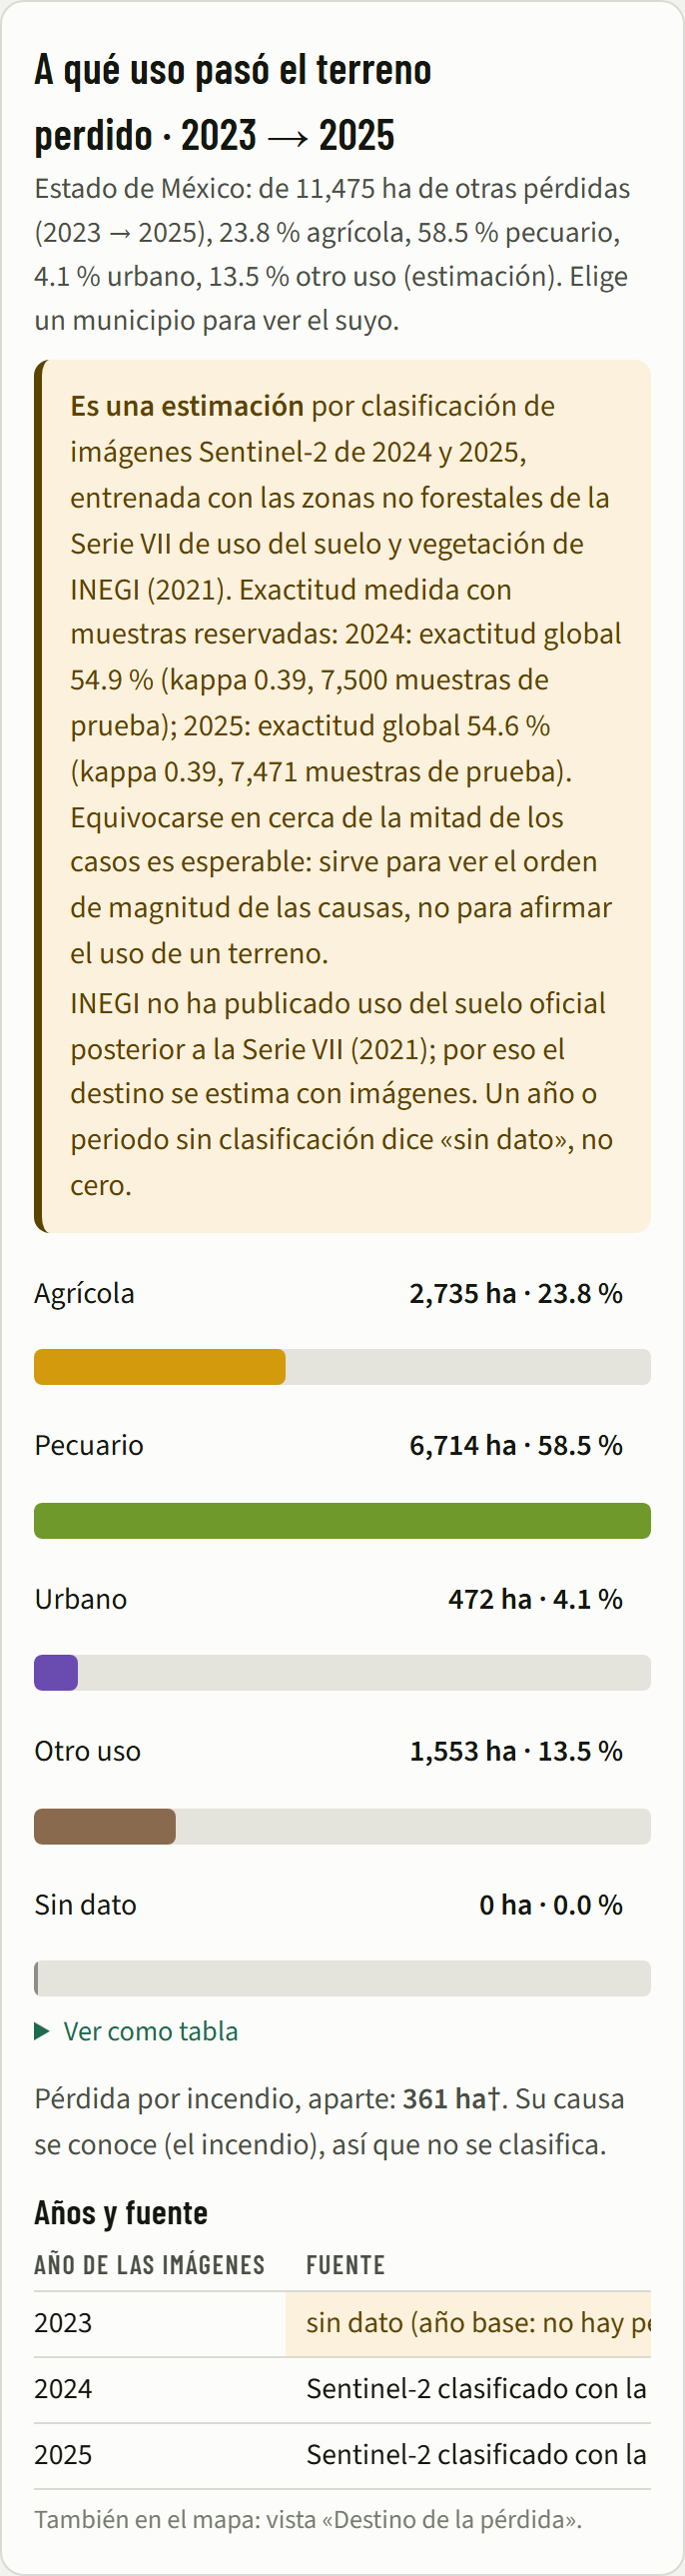 A qué uso pasó el terreno
perdido · 2023 → 2025
Estado de México: de 11,475 ha de otras pérdidas
(2023 → 2025), 23.8 % agrícola, 58.5 % pecuario,
4.1 % urbano, 13.5 % otro uso (estimación). Elige
un municipio para ver el suyo.
Es una estimación por clasificación de
imágenes Sentinel-2 de 2024 y 2025,
entrenada con las zonas no forestales de la
Serie VII de uso del suelo y vegetación de
INEGI (2021). Exactitud medida con
muestras reservadas: 2024: exactitud global
54.9 % (kappa 0.39, 7,500 muestras de
prueba); 2025: exactitud global 54.6 %
(kappa 0.39, 7,471 muestras de prueba).
Equivocarse en cerca de la mitad de los
casos es esperable: sirve para ver el orden
de magnitud de las causas, no para afirmar
el uso de un terreno.
INEGI no ha publicado uso del suelo oficial
posterior a la Serie VII (2021); por eso el
destino se estima con imágenes. Un año o
periodo sin clasificación dice «sin dato», no
cero.
Agrícola 2,735 ha · 23.8 %
Pecuario 6,714 ha · 58.5 %
Urbano 472 ha · 4.1 %
Otro uso 1,553 ha · 13.5 %
Sin dato 0 ha · 0.0 %
▶ Ver como tabla
Pérdida por incendio, aparte: 361 ha†. Su causa
se conoce (el incendio), así que no se clasifica.
Años y fuente
AÑO DE LAS IMÁGENES FUENTE
2023 sin dato (año base: no hay pe
2024 Sentinel-2 clasificado con la
2025 Sentinel-2 clasificado con la
También en el mapa: vista «Destino de la pérdida».